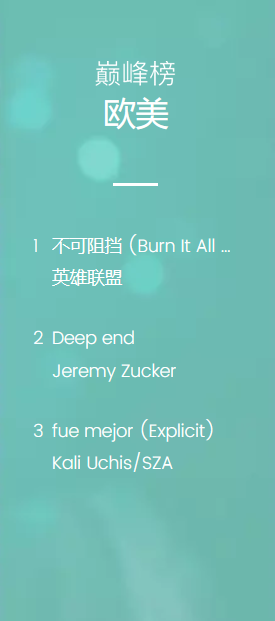 巅峰榜
欧美
1 不可阻挡 (Burn It All ...
英雄联盟
2 Deep end
Jeremy Zucker
3 fue mejor (Explicit)
Kali Uchis/SZA